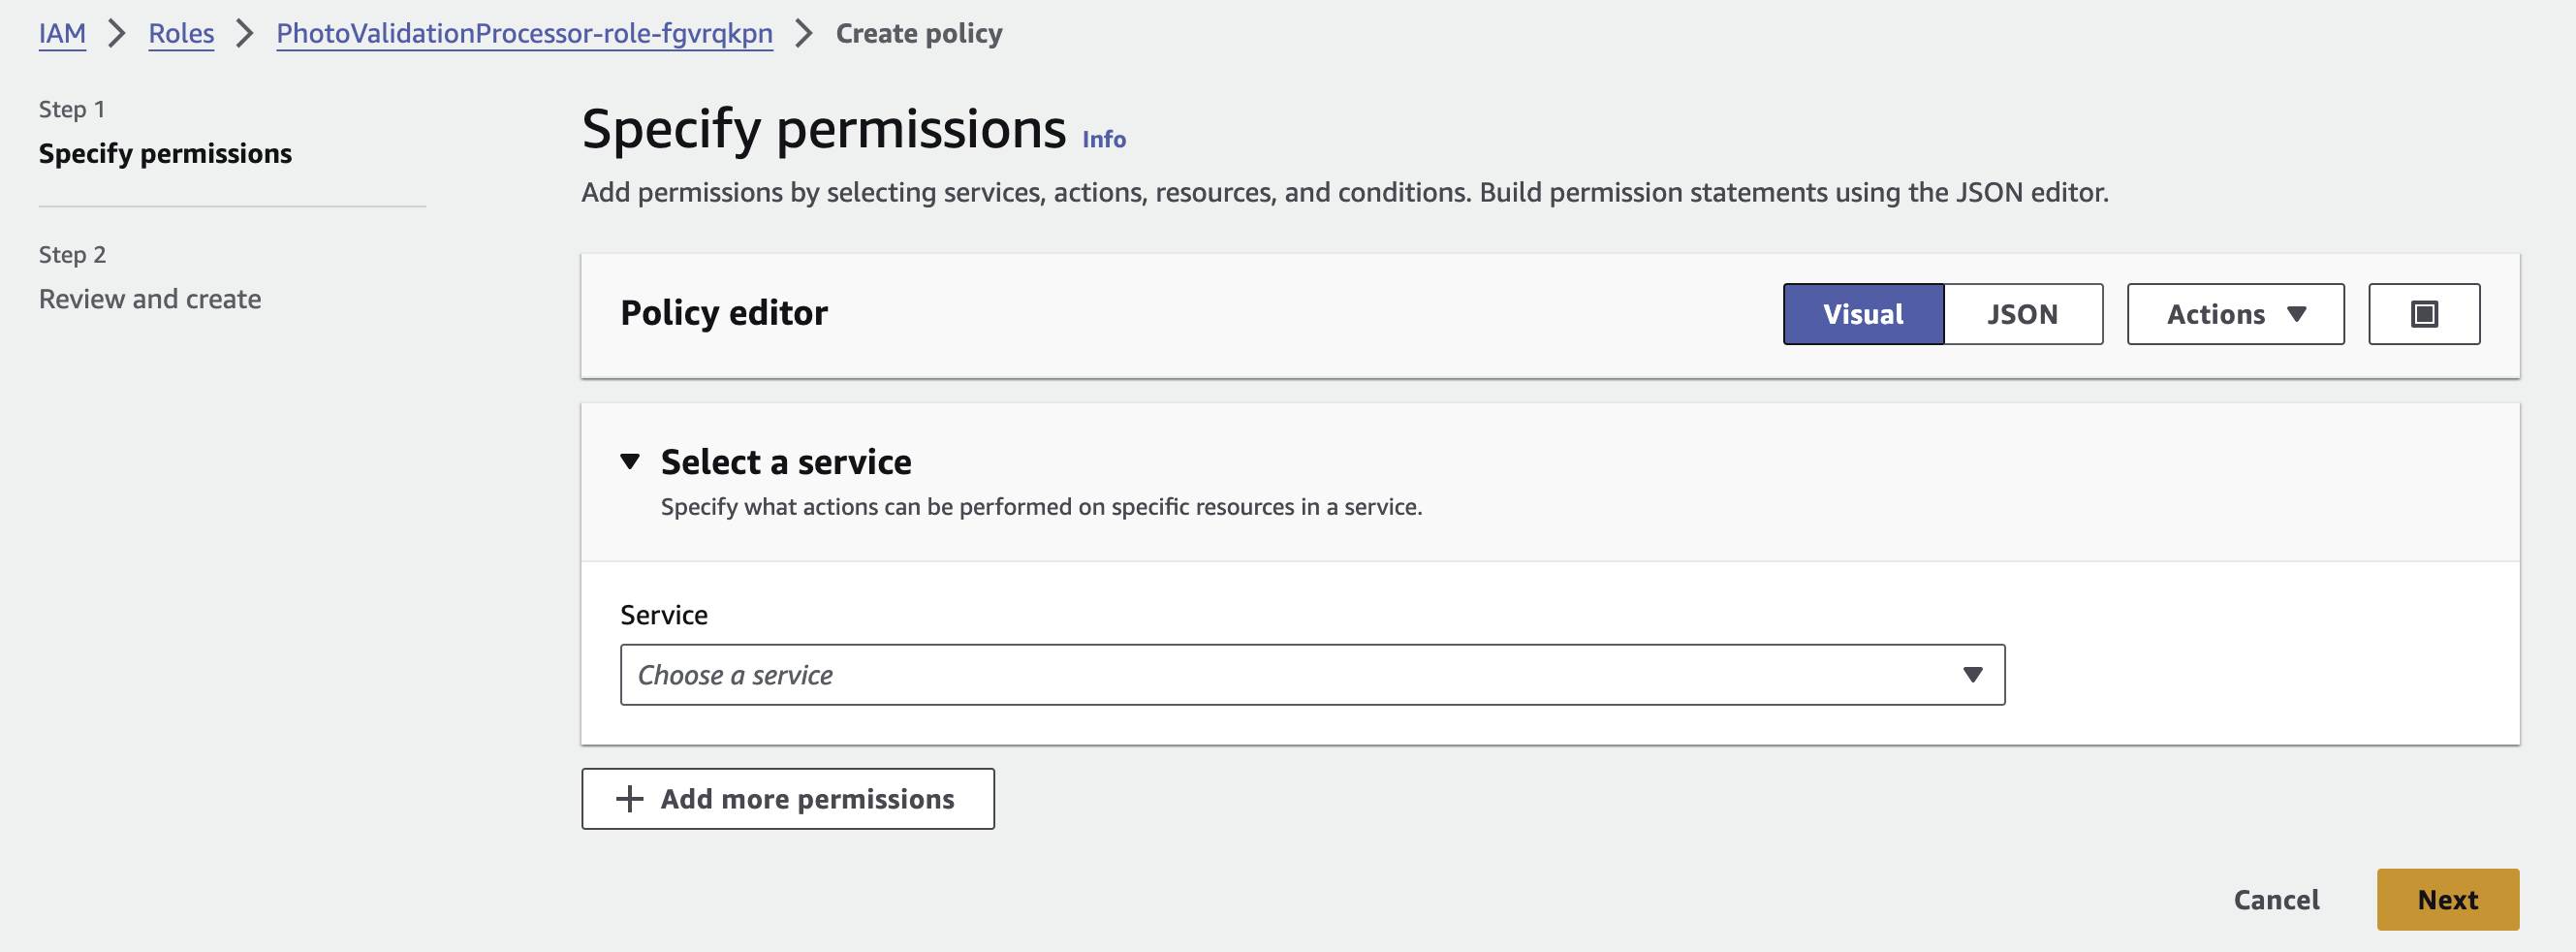 IAM > Roles > PhotoValidationProcessor-role-fgvrqkpn > Create policy
Step 1
Specify permissions
Step 2
Review and create
Specify permissions Info
Add permissions by selecting services, actions, resources, and conditions. Build permission statements using the JSON editor.
Policy editor
Visual JSON Actions
Select a service
Specify what actions can be performed on specific resources in a service.
Service
Choose a service
Add more permissions
Cancel Next